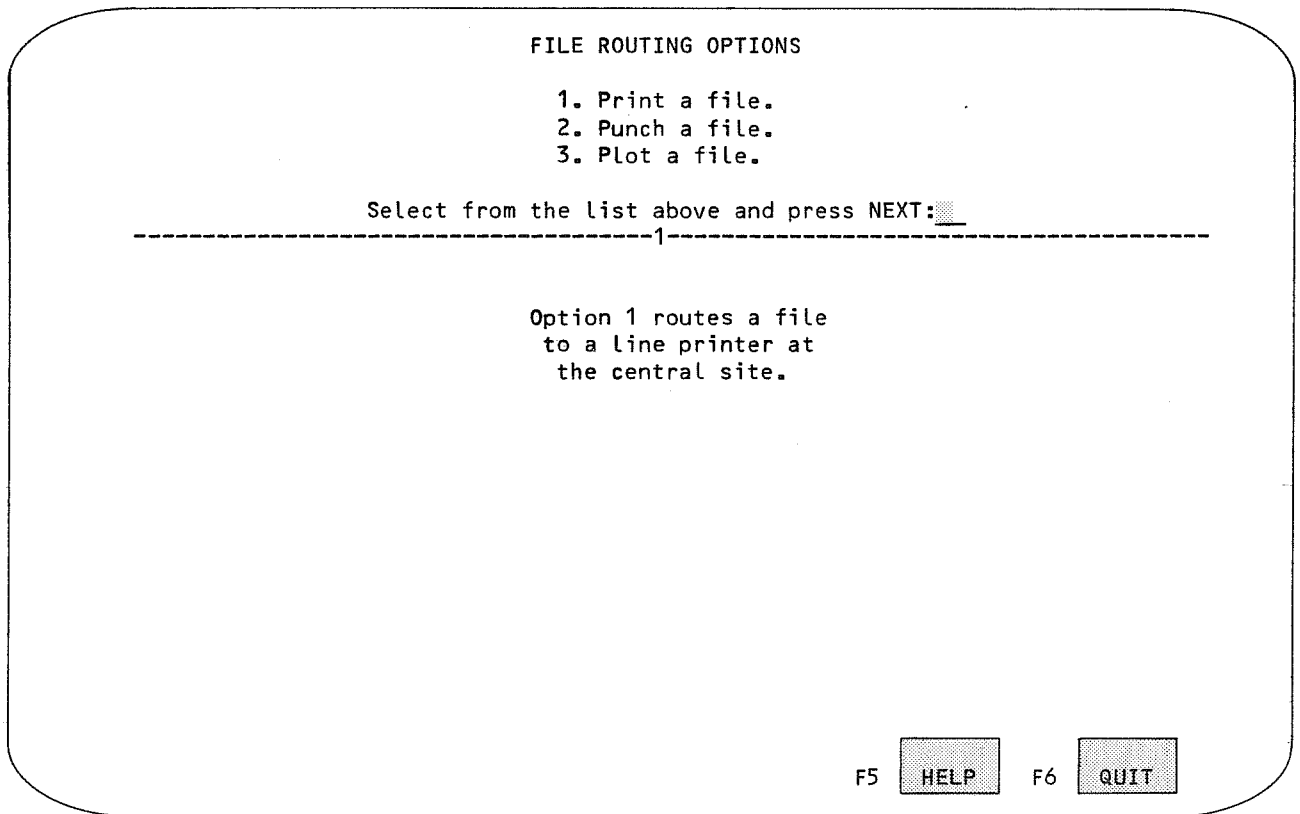 FILE ROUTING OPTIONS
1. Print a file.
2. Punch a file.
3. Plot a file.
Select from the list above and press NEXT:
--------------------------------------1----------------------------------------
Option 1 routes a file
to a line printer at
the central site.
F5 HELP F6 QUIT